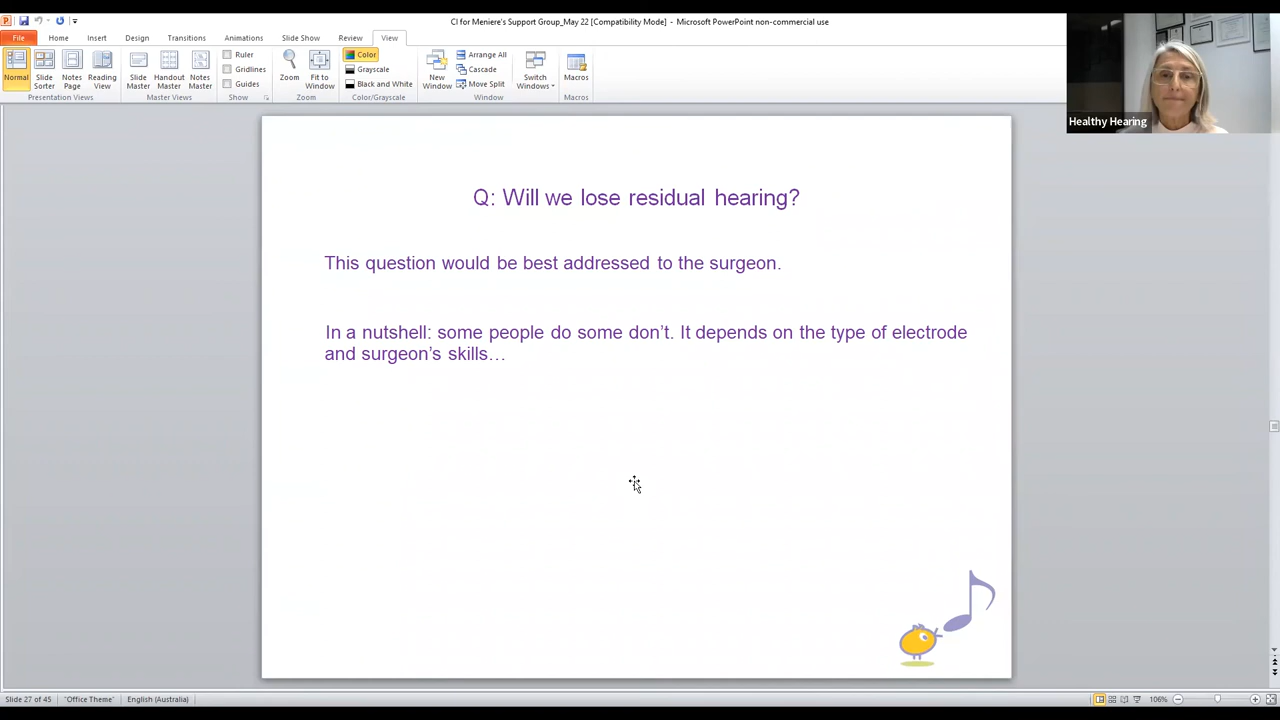 CI for Meniere's Support Group_May 22 [Compatibility Mode] - Microsoft PowerPoint non-commercial use
File Home Insert Design Transitions Animations Slide Show Review View
Normal
Slide Sorter
Notes Page
Reading View
Presentation Views
Slide Master
Handout Master
Notes Master
Master Views
Ruler
Gridlines
Guides
Show
Zoom
Fit to Window
Zoom
Color
Grayscale
Black and White
Color/Grayscale
New Window
Arrange All
Cascade
Move Split
Switch Windows
Window
Macros
Macros
Healthy Hearing
Q: Will we lose residual hearing?
This question would be best addressed to the surgeon.
In a nutshell: some people do some don't. It depends on the type of electrode
and surgeon's skills…
Slide 27 of 45 "Office Theme" English (Australia) 106%